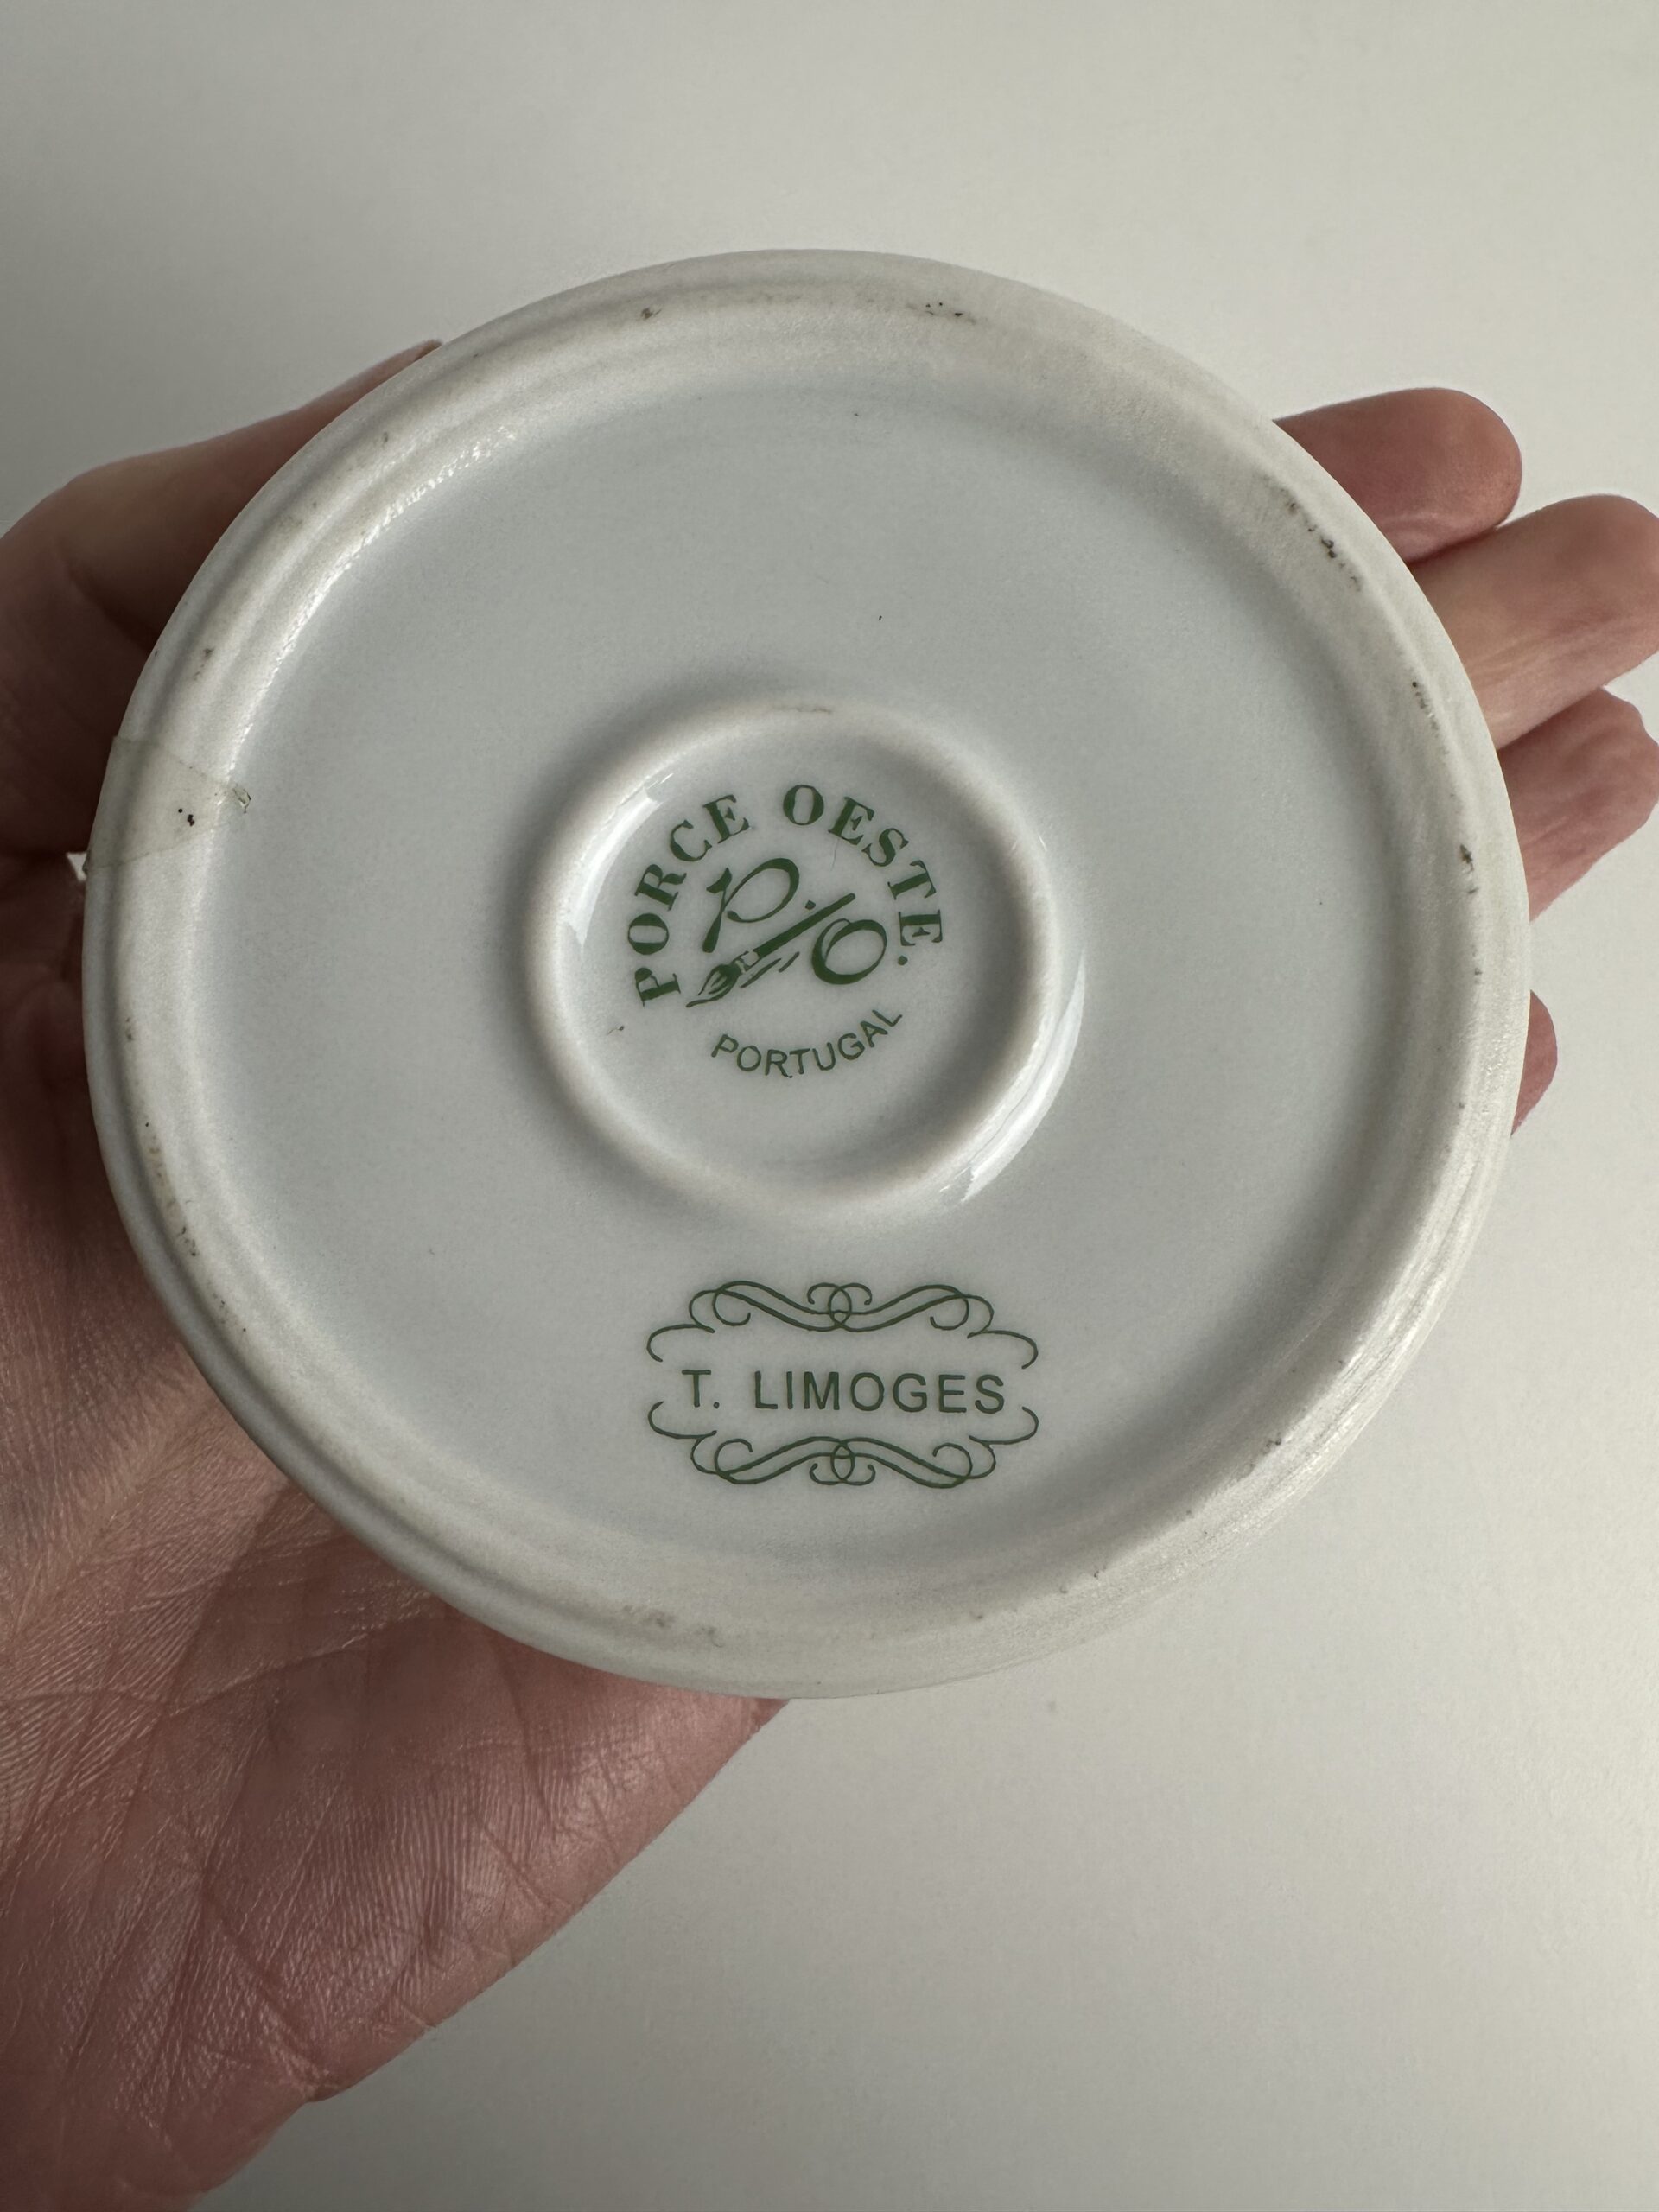 PORCE OESTE.
P.O
PORTUGAL
T. LIMOGES